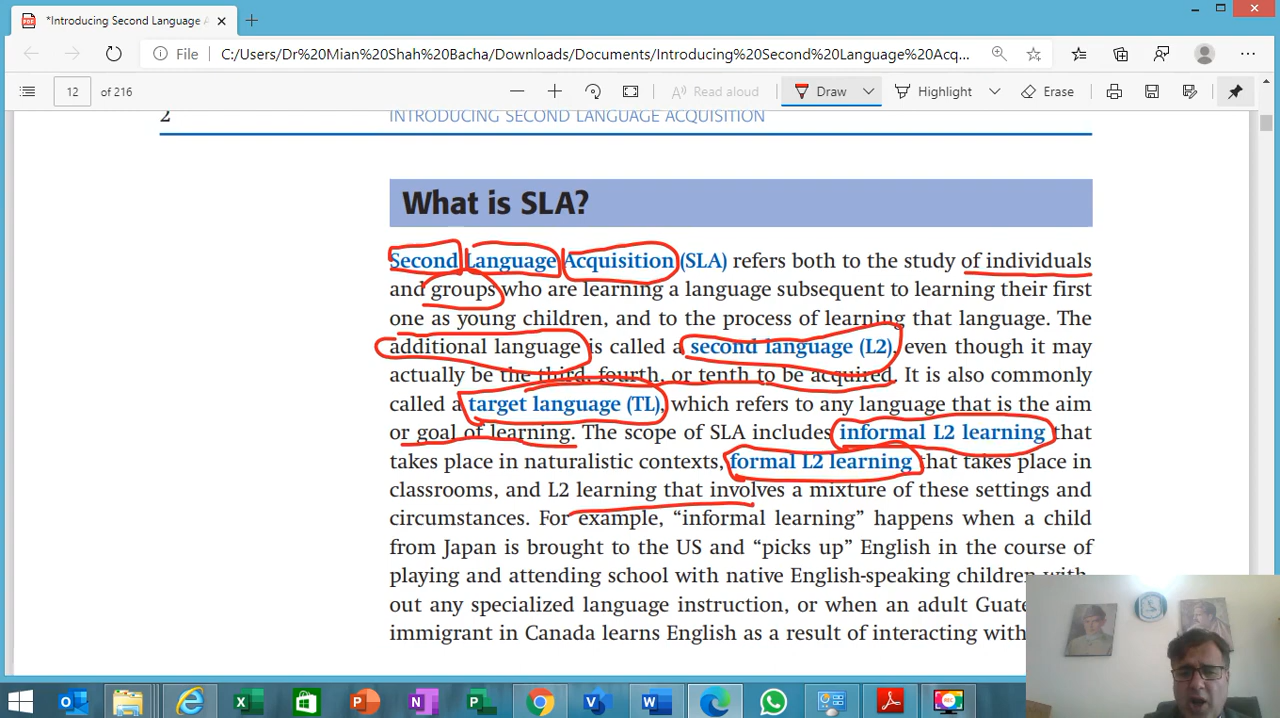 *Introducing Second Language A
File C:/Users/Dr%20Mian%20Shah%20Bacha/Downloads/Documents/Introducing%20Second%20Language%20Acq...
12 of 216 Read aloud Draw Highlight Erase
2 INTRODUCING SECOND LANGUAGE ACQUISITION
What is SLA?
Second Language Acquisition (SLA) refers both to the study of individuals
and groups who are learning a language subsequent to learning their first
one as young children, and to the process of learning that language. The
additional language is called a second language (L2), even though it may
actually be the third, fourth, or tenth to be acquired. It is also commonly
called a target language (TL), which refers to any language that is the aim
or goal of learning. The scope of SLA includes informal L2 learning that
takes place in naturalistic contexts, formal L2 learning that takes place in
classrooms, and L2 learning that involves a mixture of these settings and
circumstances. For example, “informal learning” happens when a child
from Japan is brought to the US and “picks up” English in the course of
playing and attending school with native English-speaking children with-
out any specialized language instruction, or when an adult Guate
immigrant in Canada learns English as a result of interacting with